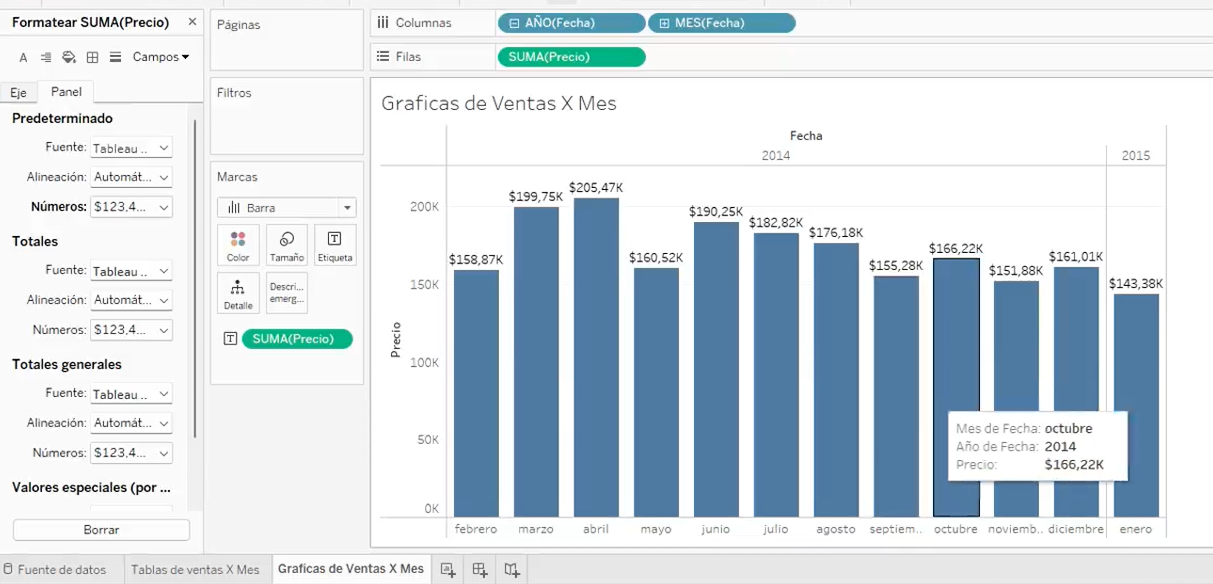 Formatear SUMA(Precio) ×
Campos
Eje Panel
Predeterminado
Fuente: Tableau ..
Alineación: Automát...
Números: $123,4...
Totales
Fuente: Tableau ..
Alineación: Automát...
Números: $123,4...
Totales generales
Fuente: Tableau ..
Alineación: Automát...
Números: $123,4...
Valores especiales (por ...
Borrar
Páginas
Filtros
Marcas
Barra
Color Tamaño Etiqueta
Detalle Descri... emerg...
SUMA(Precio)
Columnas AÑO(Fecha) MES(Fecha)
Filas SUMA(Precio)
Graficas de Ventas X Mes
Fecha
2014 2015
Precio
200K
150K
100K
50K
0K
$158,87K $199,75K $205,47K $160,52K $190,25K $182,82K $176,18K $155,28K $166,22K $151,88K $161,01K $143,38K
Mes de Fecha: octubre
Año de Fecha: 2014
Precio: $166,22K
febrero marzo abril mayo junio julio agosto septiem.. octubre noviemb.. diciembre enero
Fuente de datos Tablas de ventas X Mes Graficas de Ventas X Mes